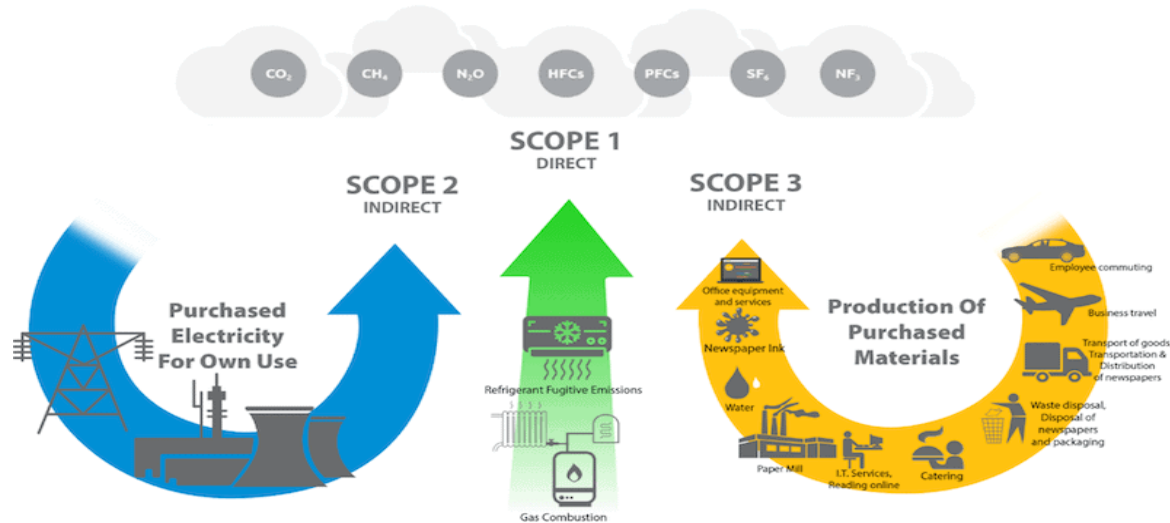 CO₂ CH₄ N₂O HFCs PFCs SF₆ NF₃
SCOPE 1
DIRECT
SCOPE 2
INDIRECT
SCOPE 3
INDIRECT
Purchased
Electricity
For Own Use
Refrigerant Fugitive Emissions
Gas Combustion
Production Of
Purchased
Materials
Office equipment
and services
Newspaper Ink
Water
Paper Mill
I.T. Services,
Reading online
Catering
Waste disposal,
Disposal of
newspapers
and packaging
Transport of goods
Transportation &
Distribution
of newspapers
Business travel
Employee commuting